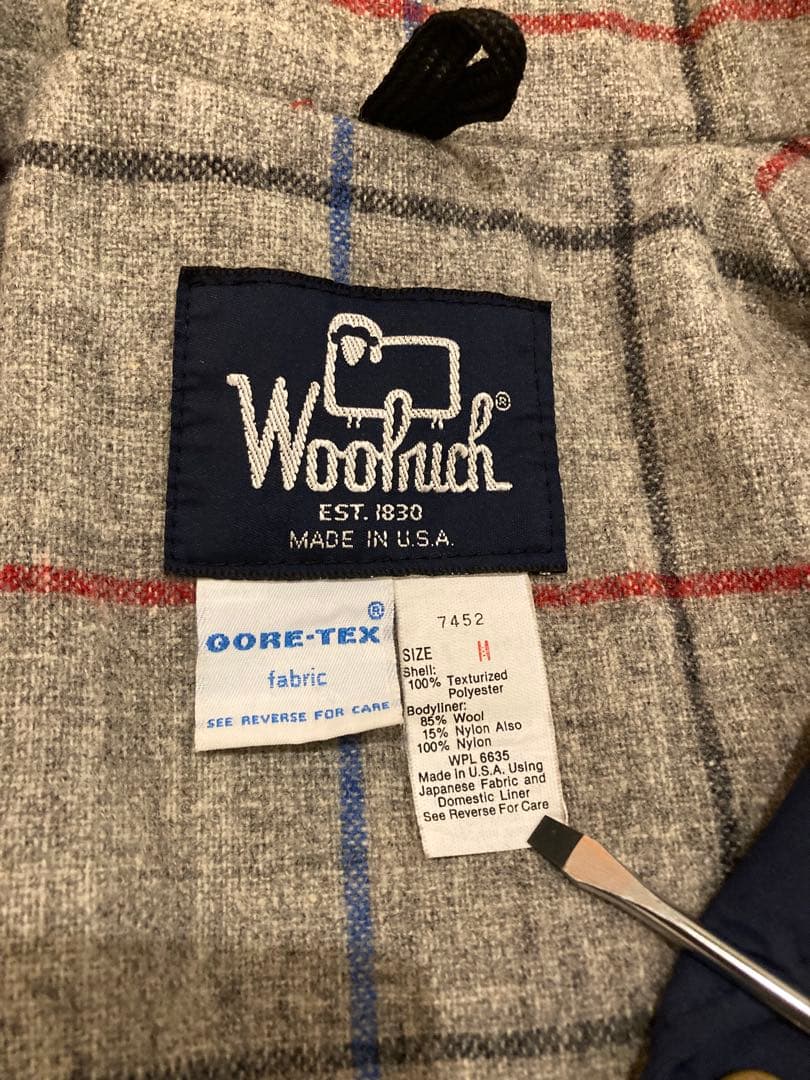 Woolrich®
EST. 1830
MADE IN U.S.A.
GORE-TEX®
fabric
SEE REVERSE FOR CARE
7452
SIZE
Shell:
100% Texturized
Polyester
Bodyliner:
85% Wool
15% Nylon Also
100% Nylon
WPL 6635
Made in U.S.A. Using
Japanese Fabric and
Domestic Liner
See Reverse For Care